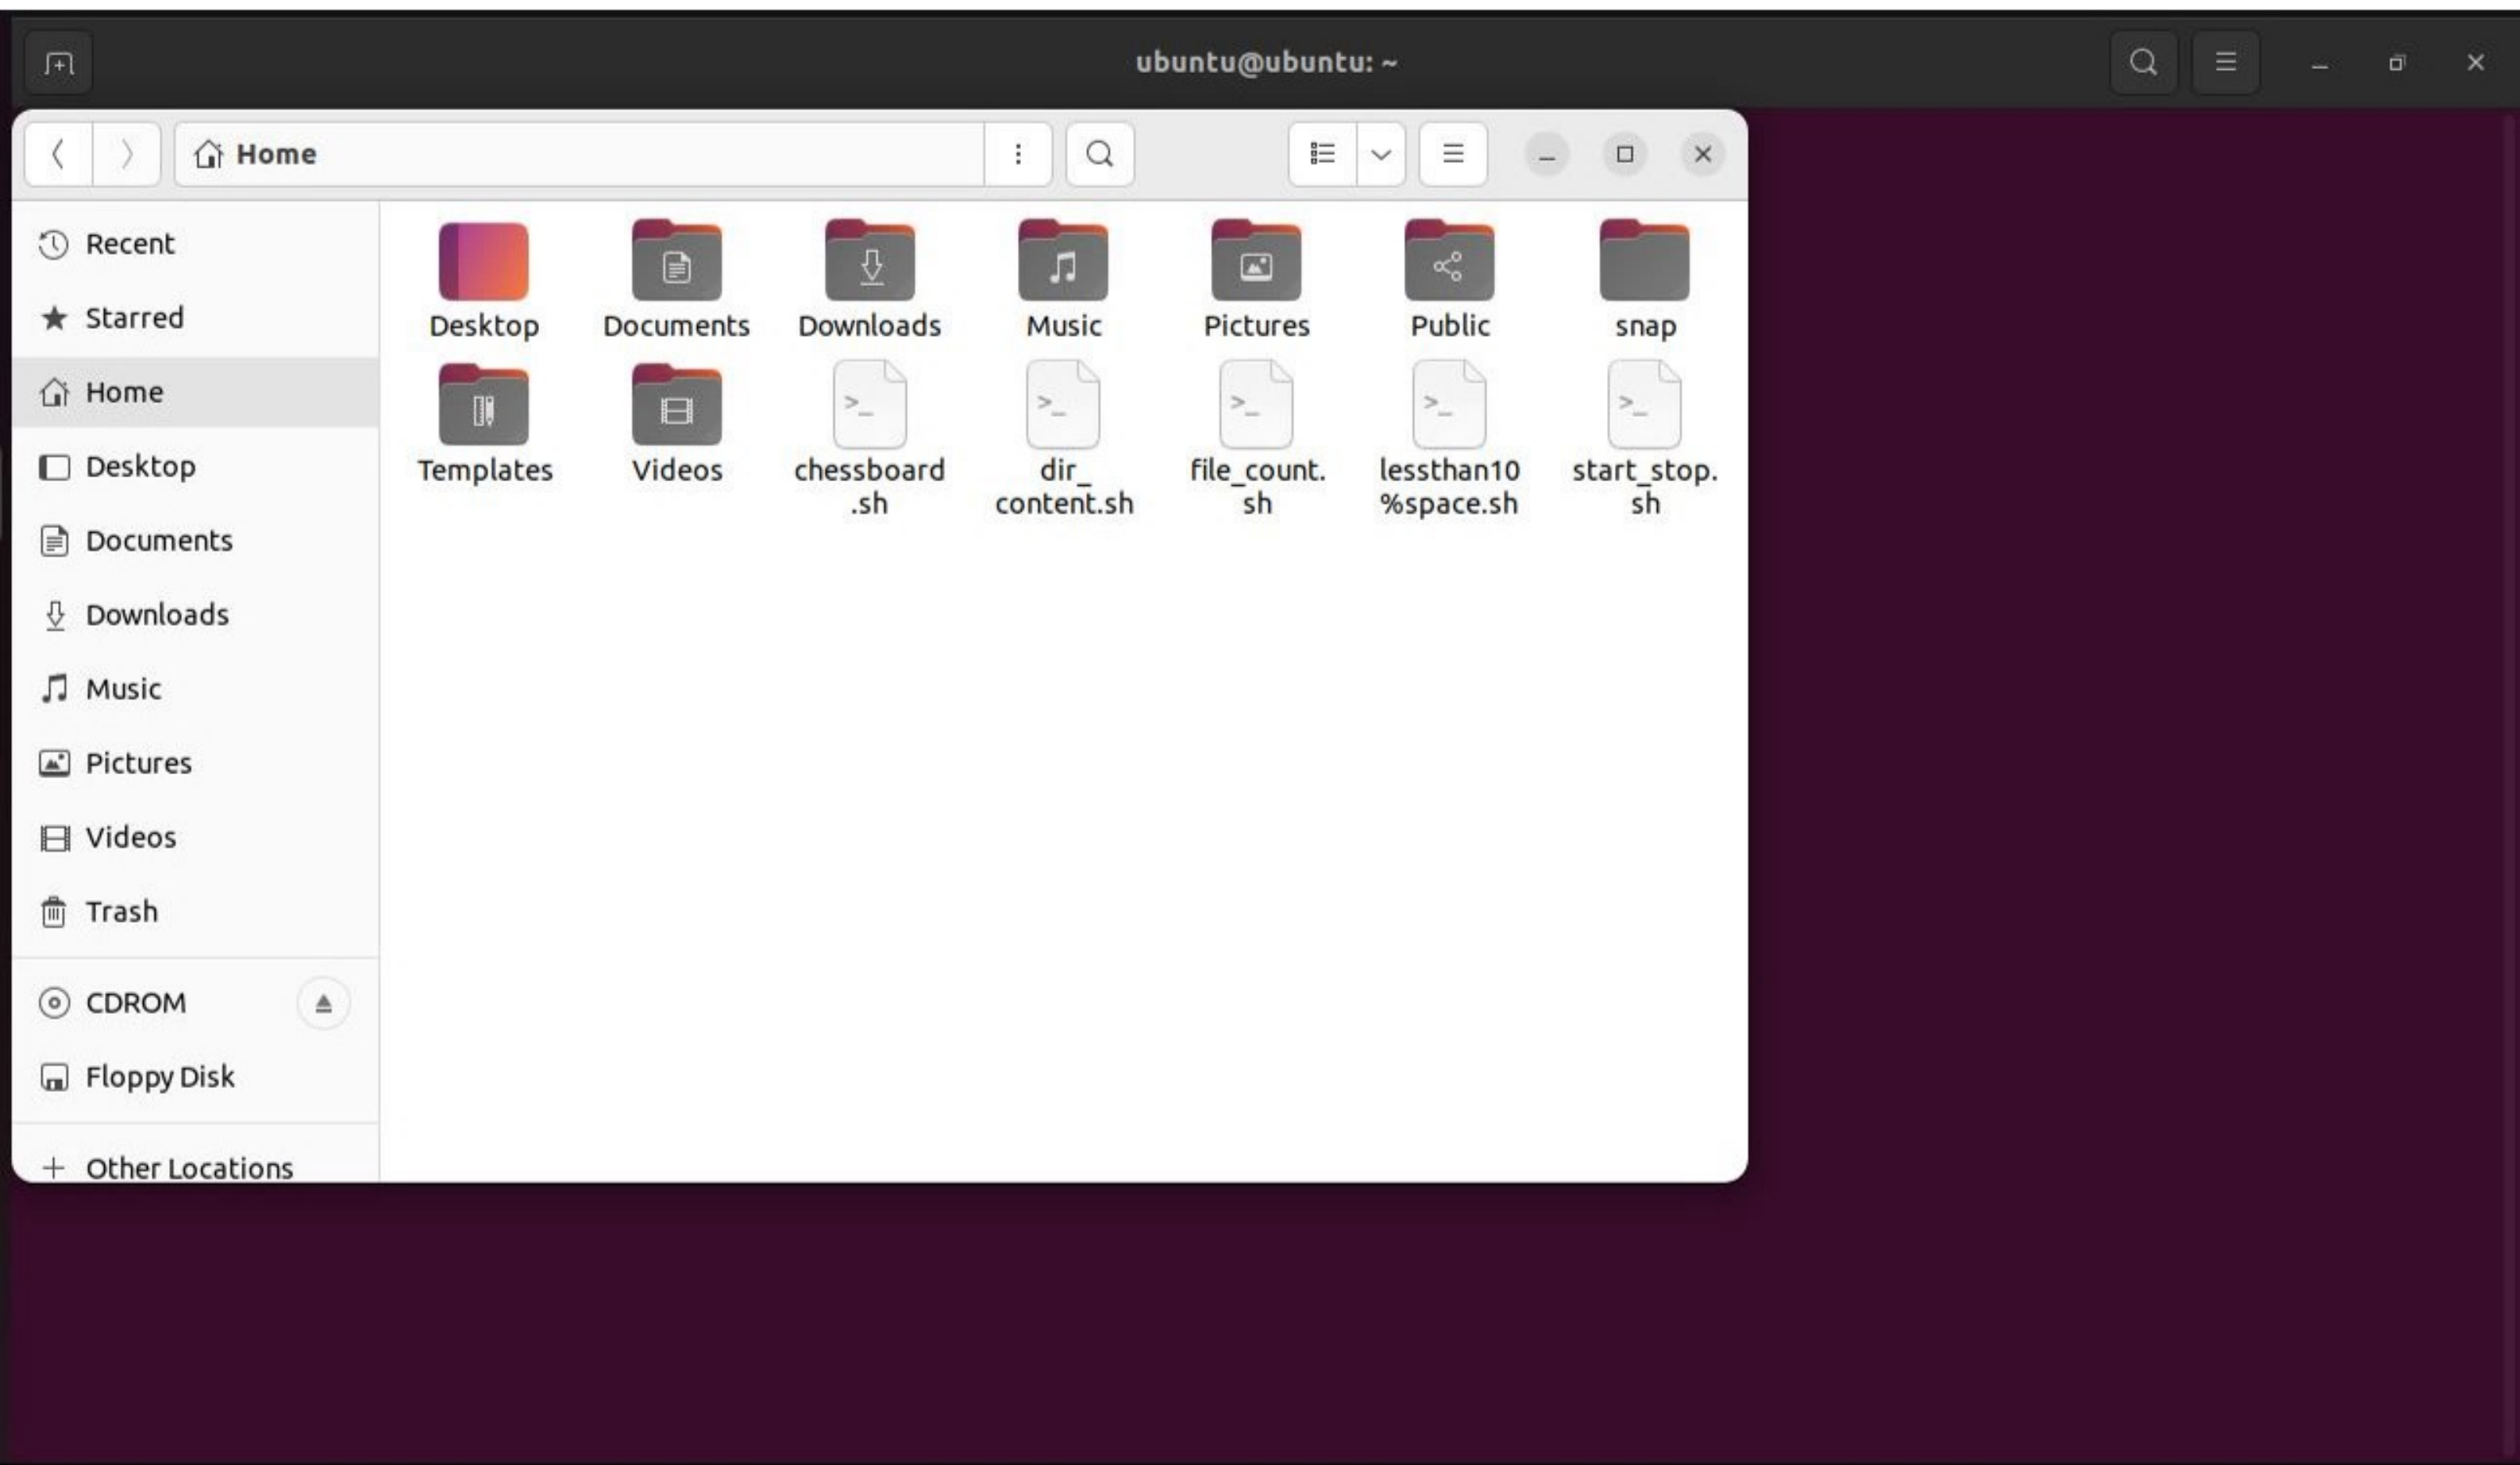 ubuntu@ubuntu: ~
Home
Recent
Starred
Home
Desktop
Documents
Downloads
Music
Pictures
Videos
Trash
CDROM
Floppy Disk
Other Locations
Desktop Documents Downloads Music Pictures Public snap
Templates Videos chessboard dir_ file_count. lessthan10 start_stop.
.sh content.sh sh %space.sh sh